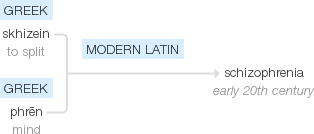 GREEK
skhizein
to split
MODERN LATIN
schizophrenia
early 20th century
GREEK
phrēn
mind